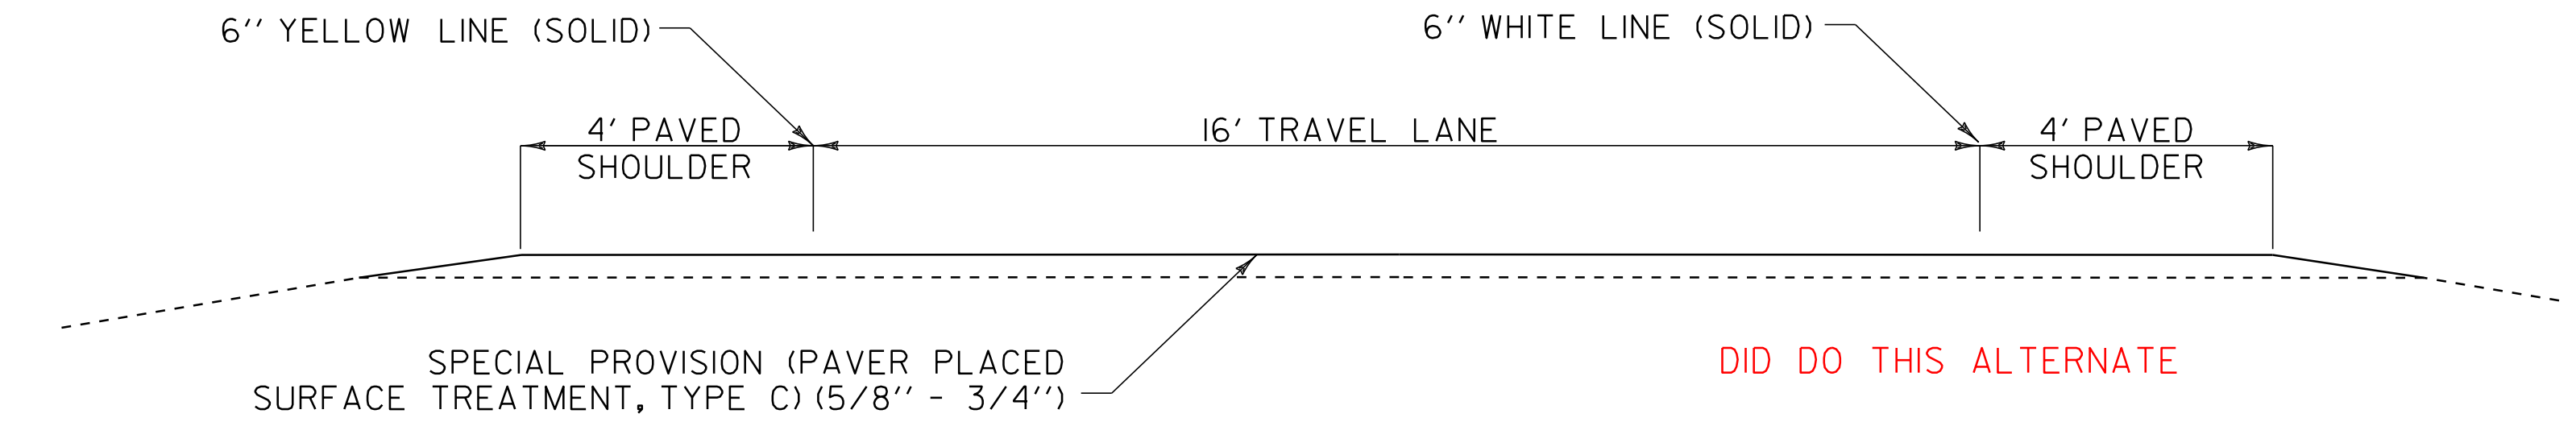 6" YELLOW LINE (SOLID)
6" WHITE LINE (SOLID)
4' PAVED
SHOULDER
16' TRAVEL LANE
4' PAVED
SHOULDER
SPECIAL PROVISION (PAVER PLACED
SURFACE TREATMENT, TYPE C) (5/8" - 3/4")
DID DO THIS ALTERNATE